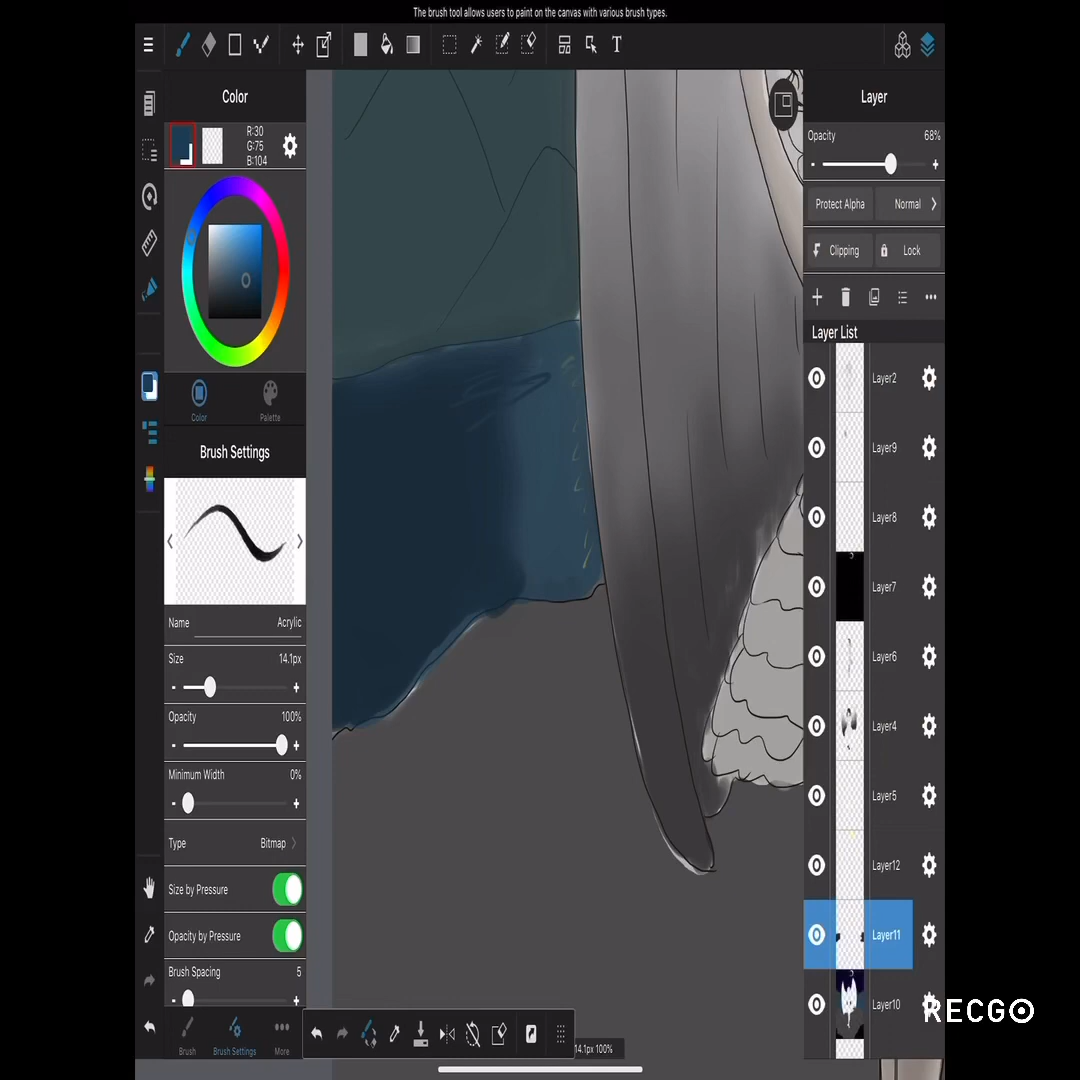 The brush tool allows users to paint on the canvas with various brush types.
T
Color
R:30
G:75
B:104
Color
Palette
Brush Settings
Name
Acrylic
Size
14.1px
-
+
Opacity
100%
-
+
Minimum Width
0%
-
+
Type
Bitmap
Size by Pressure
Opacity by Pressure
Brush Spacing
5
-
+
Brush
Brush Settings
More
14.1px 100%
Layer
Opacity
68%
-
+
Protect Alpha
Normal
Clipping
Lock
Layer List
Layer2
Layer9
Layer8
Layer7
Layer6
Layer4
Layer5
Layer12
Layer11
Layer10
RECGO